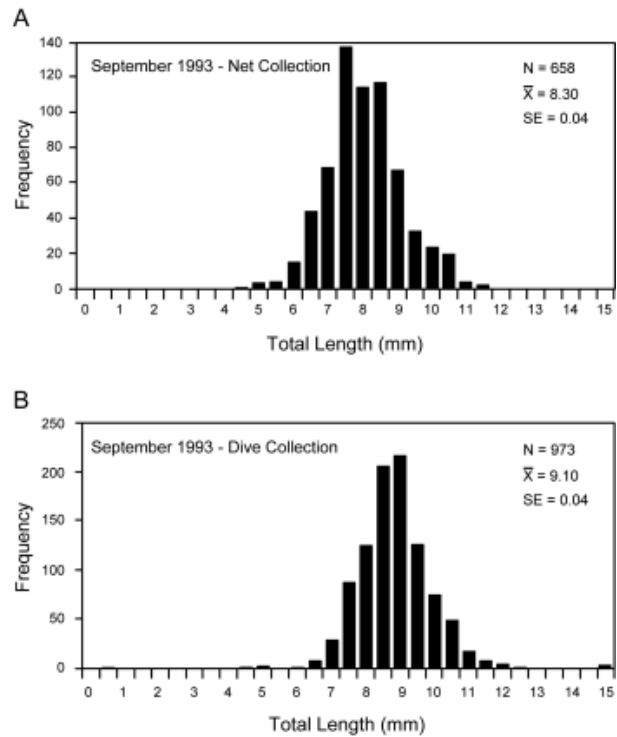 A
September 1993 - Net Collection
N = 658
X̅ = 8.30
SE = 0.04
Frequency
140
120
100
80
60
40
20
0
0 1 2 3 4 5 6 7 8 9 10 11 12 13 14 15
Total Length (mm)
B
September 1993 - Dive Collection
N = 973
X̅ = 9.10
SE = 0.04
Frequency
250
200
150
100
50
0
0 1 2 3 4 5 6 7 8 9 10 11 12 13 14 15
Total Length (mm)